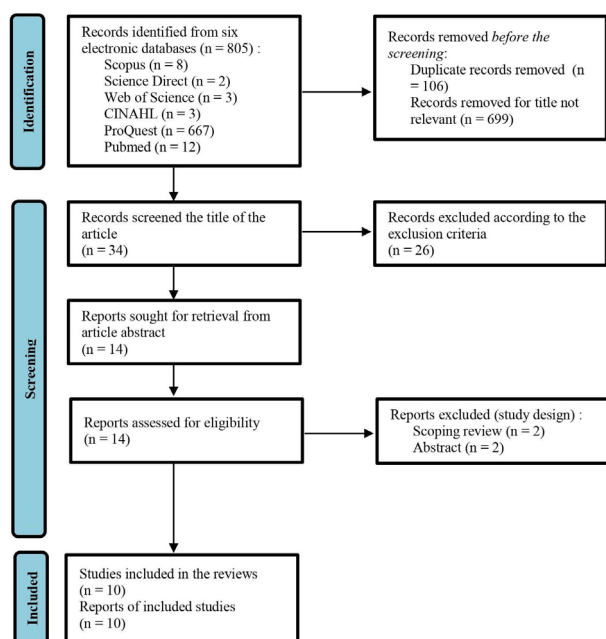 Identification
Records identified from six
electronic databases (n = 805) :
Scopus (n = 8)
Science Direct (n = 2)
Web of Science (n = 3)
CINAHL (n = 3)
ProQuest (n = 667)
Pubmed (n = 12)
Records removed before the
screening:
Duplicate records removed (n
= 106)
Records removed for title not
relevant (n = 699)
Screening
Records screened the title of the
article
(n = 34)
Records excluded according to the
exclusion criteria
(n = 26)
Reports sought for retrieval from
article abstract
(n = 14)
Reports assessed for eligibility
(n = 14)
Reports excluded (study design) :
Scoping review (n = 2)
Abstract (n = 2)
Included
Studies included in the reviews
(n = 10)
Reports of included studies
(n = 10)